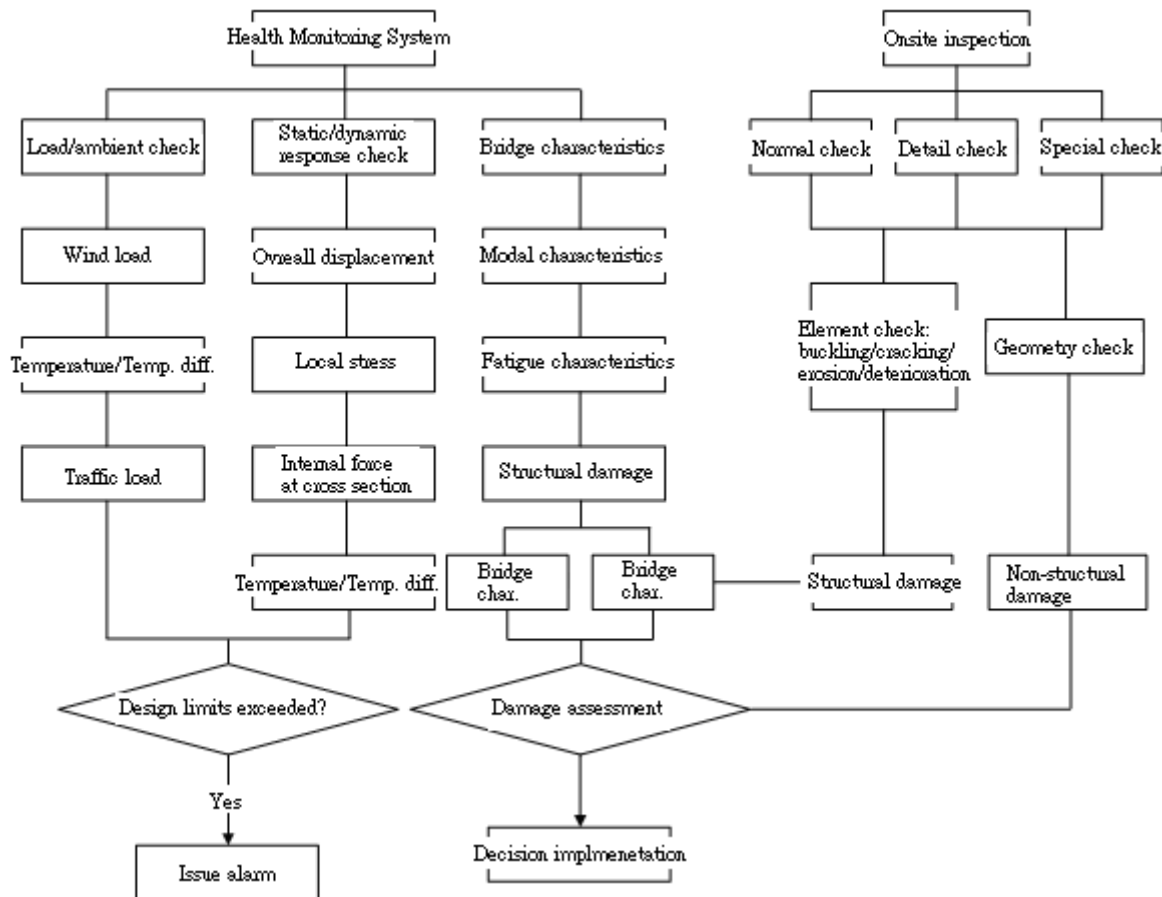 Health Monitoring System
Onsite inspection
Load/ambient check
Static/dynamic
response check
Bridge characteristics
Normal check
Detail check
Special check
Wind load
Ovreall displacement
Modal characteristics
Temperature/Temp. diff.
Local stress
Fatigue characteristics
Element check:
buckling/cracking/
erosion/deterioration
Geometry check
Traffic load
Internal force
at cross section
Structural damage
Temperature/Temp. diff.
Bridge
char.
Bridge
char.
Structural damage
Non-structural
damage
Design limits exceeded?
Damage assessment
Yes
Issue alarm
Decision implmenetation